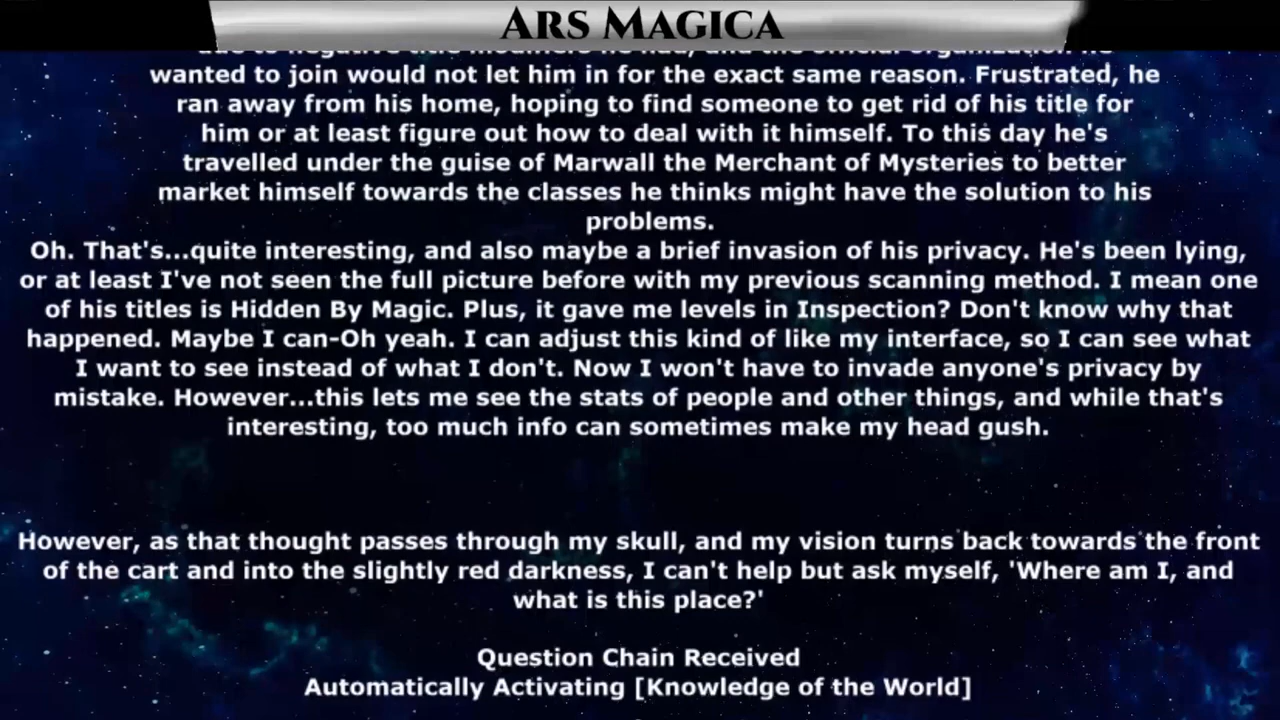 Ars Magica
wanted to join would not let him in for the exact same reason. Frustrated, he
ran away from his home, hoping to find someone to get rid of his title for
him or at least figure out how to deal with it himself. To this day he's
travelled under the guise of Marwall the Merchant of Mysteries to better
market himself towards the classes he thinks might have the solution to his
problems.
Oh. That's...quite interesting, and also maybe a brief invasion of his privacy. He's been lying,
or at least I've not seen the full picture before with my previous scanning method. I mean one
of his titles is Hidden By Magic. Plus, it gave me levels in Inspection? Don't know why that
happened. Maybe I can-Oh yeah. I can adjust this kind of like my interface, so I can see what
I want to see instead of what I don't. Now I won't have to invade anyone's privacy by
mistake. However...this lets me see the stats of people and other things, and while that's
interesting, too much info can sometimes make my head gush.
However, as that thought passes through my skull, and my vision turns back towards the front
of the cart and into the slightly red darkness, I can't help but ask myself, 'Where am I, and
what is this place?'
Question Chain Received
Automatically Activating [Knowledge of the World]